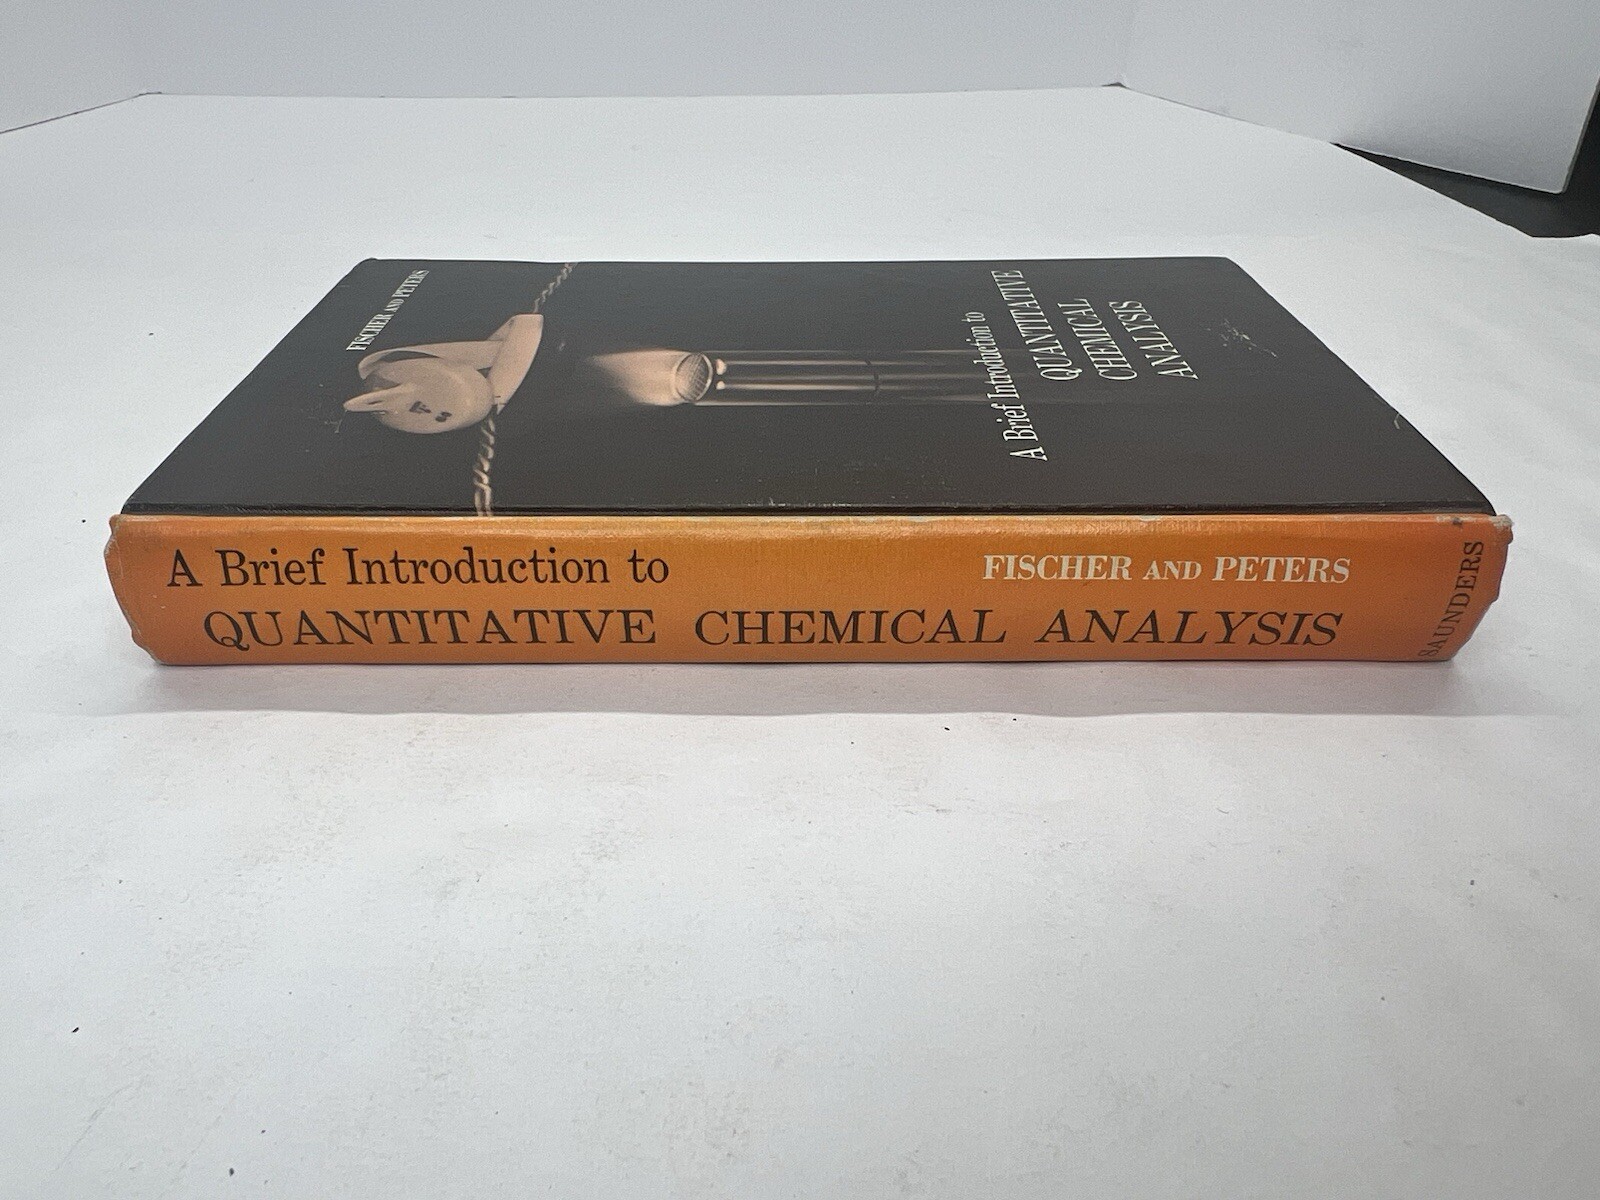 FISCHER AND PETERS
A Brief Introduction to
QUANTITATIVE
CHEMICAL
ANALYSIS
A Brief Introduction to
QUANTITATIVE CHEMICAL ANALYSIS
FISCHER AND PETERS
SAUNDERS